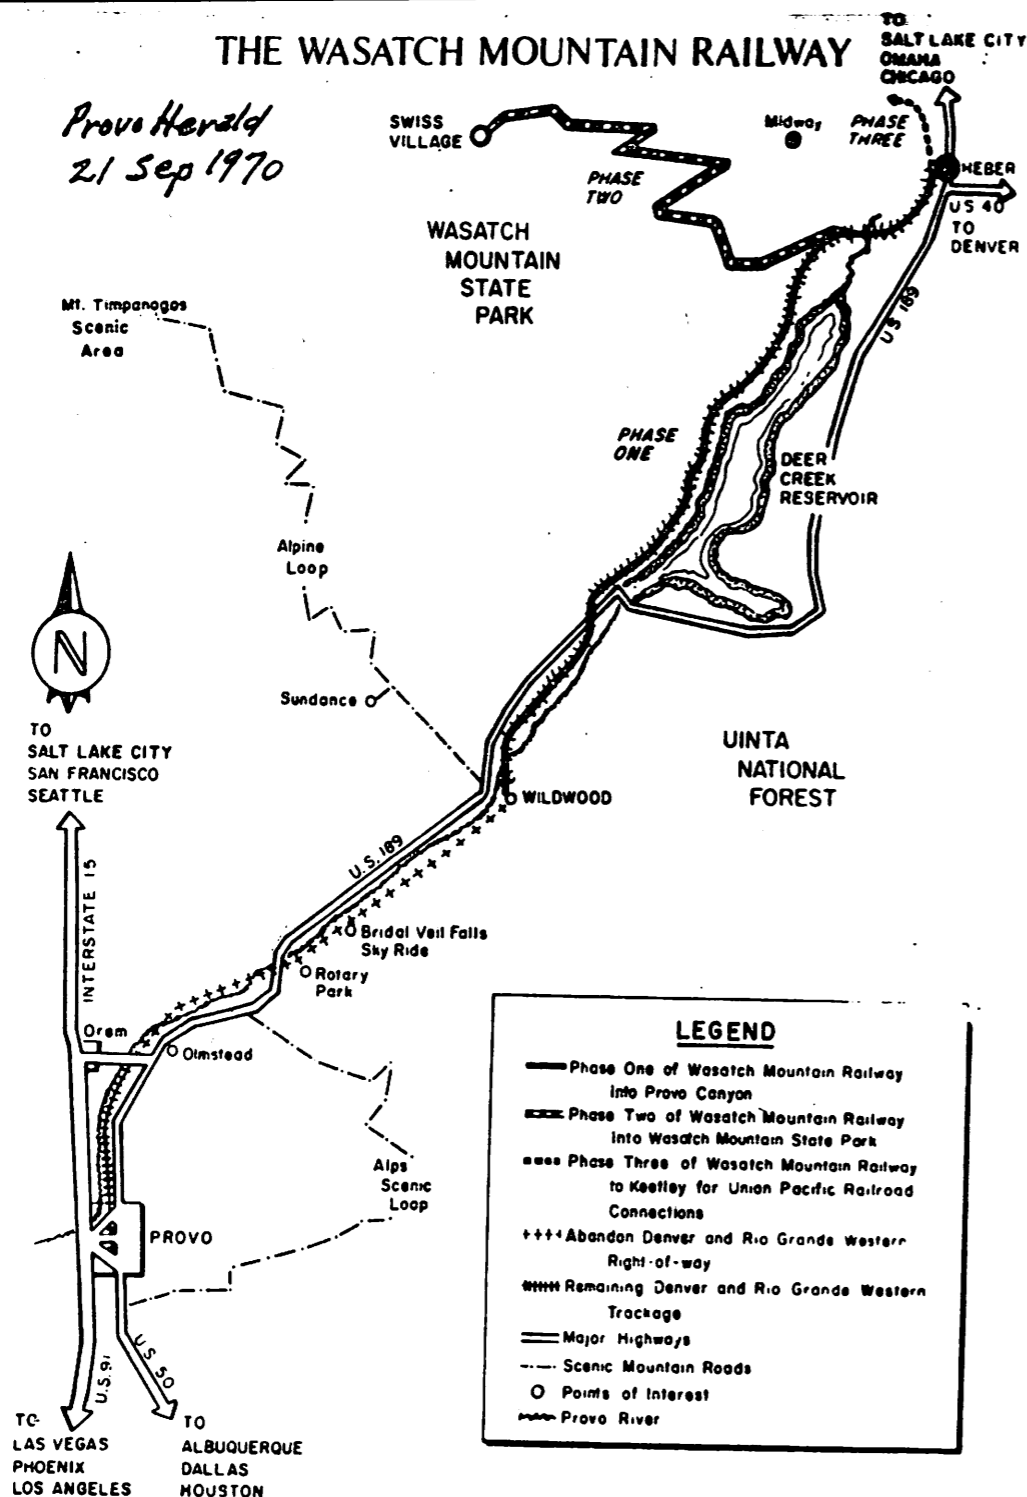 THE WASATCH MOUNTAIN RAILWAY
TO
SALT LAKE CITY
OMAHA
CHICAGO
Provo Herald
21 Sep 1970
SWISS
VILLAGE
Midway
PHASE
THREE
HEBER
PHASE
TWO
US 40
TO
DENVER
WASATCH
MOUNTAIN
STATE
PARK
US 189
Mt. Timpanogos
Scenic
Area
PHASE
ONE
DEER
CREEK
RESERVOIR
Alpine
Loop
N
Sundance
TO
SALT LAKE CITY
SAN FRANCISCO
SEATTLE
UINTA
NATIONAL
FOREST
WILDWOOD
U.S. 189
INTERSTATE 15
Bridal Veil Falls
Sky Ride
Rotary
Park
Orem
Olmstead
Alps
Scenic
Loop
PROVO
U.S. 91
U.S. 50
TO
LAS VEGAS
PHOENIX
LOS ANGELES
TO
ALBUQUERQUE
DALLAS
HOUSTON
LEGEND
Phase One of Wasatch Mountain Railway
into Provo Canyon
Phase Two of Wasatch Mountain Railway
into Wasatch Mountain State Park
Phase Three of Wasatch Mountain Railway
to Keetley for Union Pacific Railroad
Connections
Abandon Denver and Rio Grande Western
Right-of-way
Remaining Denver and Rio Grande Western
Trackage
Major Highways
Scenic Mountain Roads
Points of Interest
Provo River